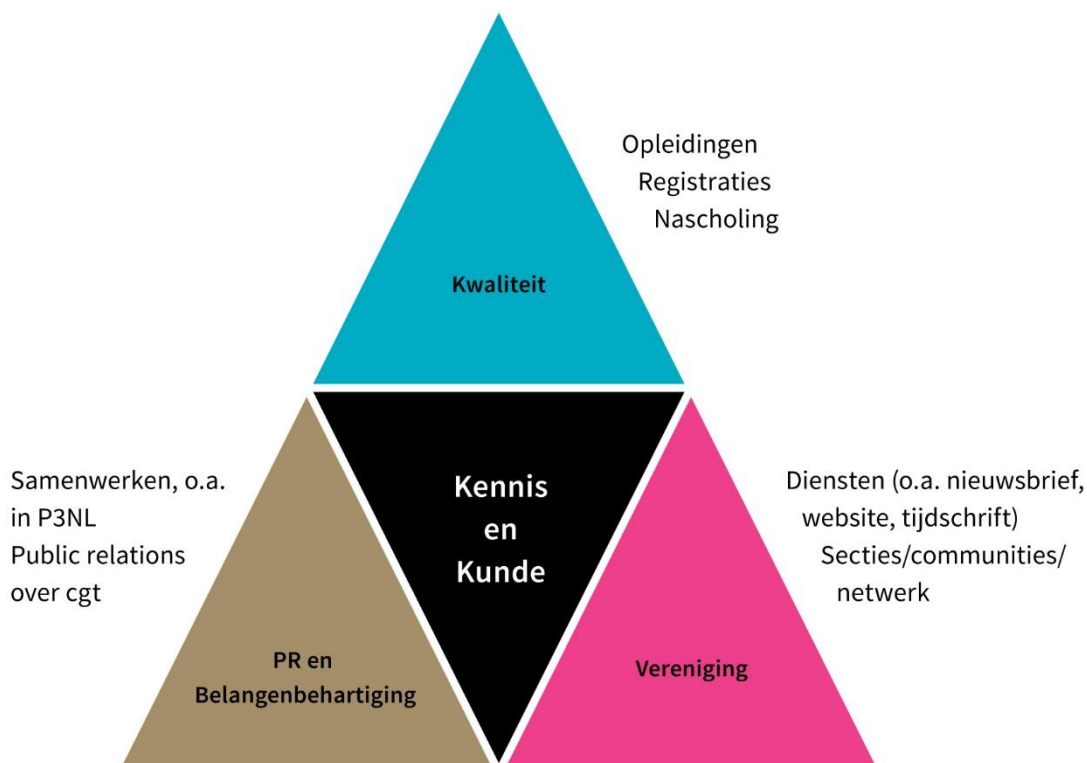 Opleidingen
Registraties
Nascholing
Kwaliteit
Samenwerken, o.a.
in P3NL
Public relations
over cgt
Kennis
en
Kunde
Diensten (o.a. nieuwsbrief,
website, tijdschrift)
Secties/communities/
netwerk
PR en
Belangenbehartiging
Vereniging